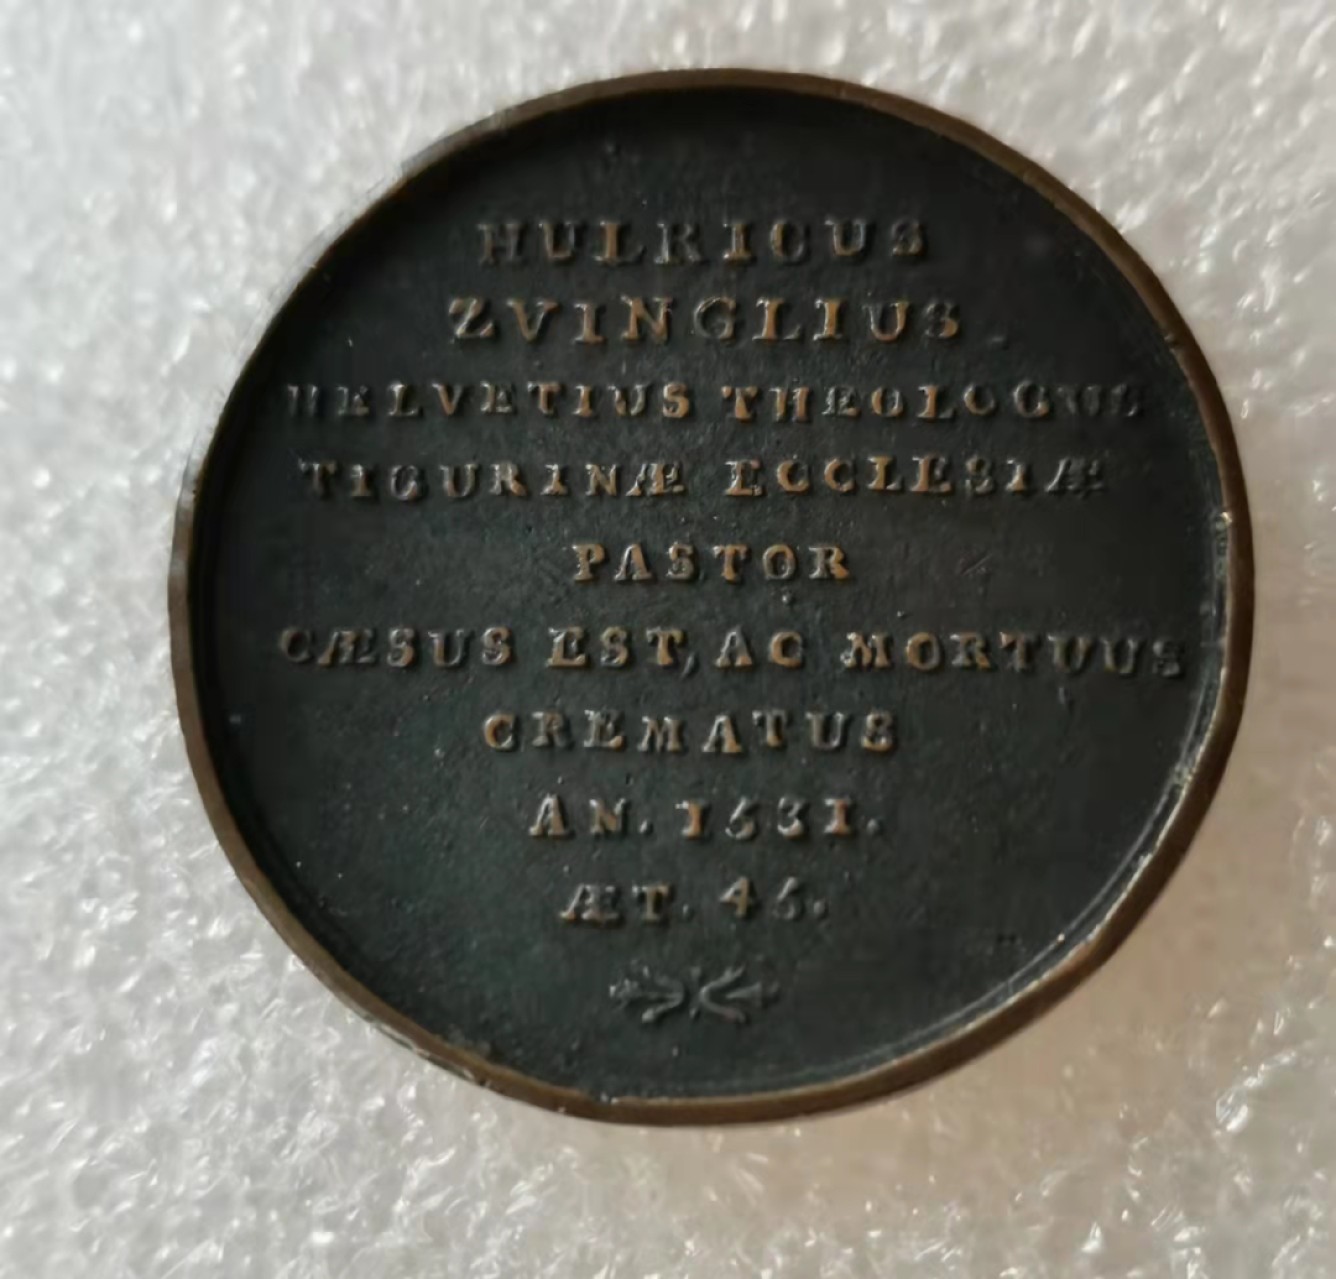 HULRICUS
ZVINGLIUS
HELVETIUS THEOLOGUS
TIGURINÆ ECCLESIÆ
PASTOR
CÆSUS EST, AC MORTUUS
CREMATUS
AN. 1531.
ÆT. 45.